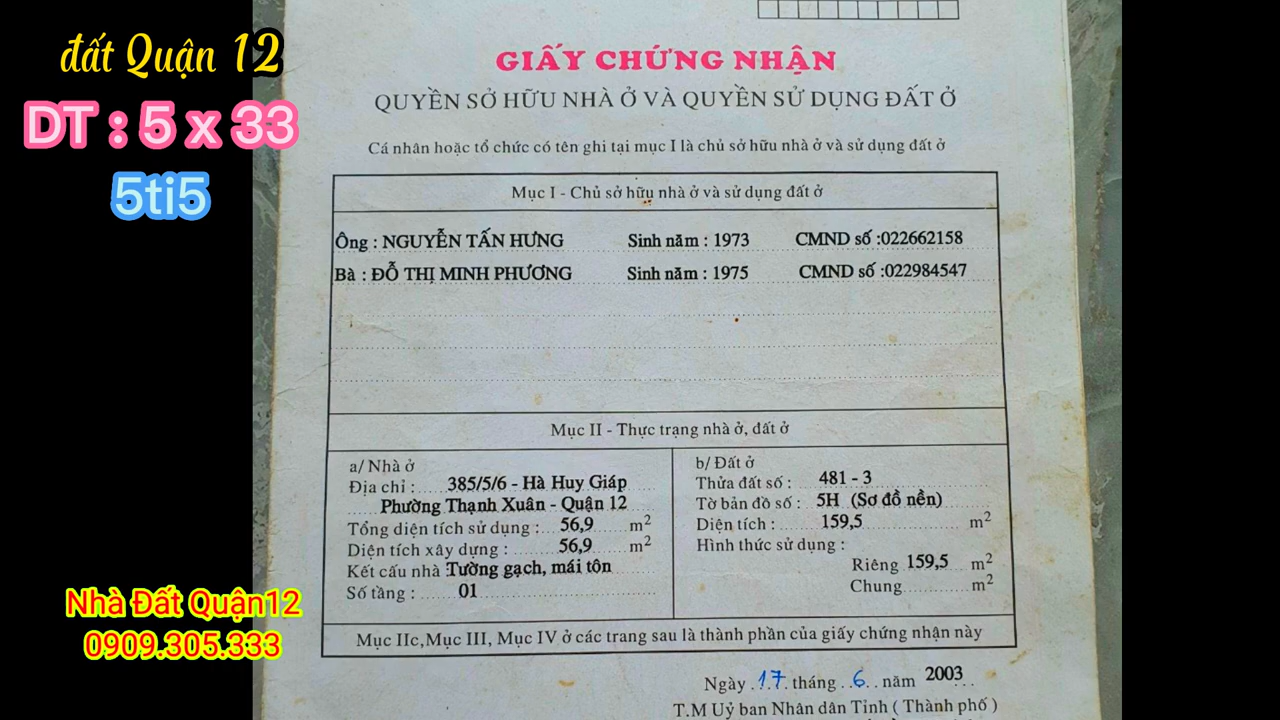 đất Quận 12
DT : 5 x 33
5ti5
GIẤY CHỨNG NHẬN
QUYỀN SỞ HỮU NHÀ Ở VÀ QUYỀN SỬ DỤNG ĐẤT Ở
Cá nhân hoặc tổ chức có tên ghi tại mục I là chủ sở hữu nhà ở và sử dụng đất ở
Mục I - Chủ sở hữu nhà ở và sử dụng đất ở
Ông : NGUYỄN TẤN HƯNG Sinh năm : 1973 CMND số :022662158
Bà : ĐỖ THỊ MINH PHƯƠNG Sinh năm : 1975 CMND số :022984547
Mục II - Thực trạng nhà ở, đất ở
a/ Nhà ở
Địa chỉ : 385/5/6 - Hà Huy Giáp
Phường Thạnh Xuân - Quận 12
Tổng diện tích sử dụng : 56,9 m²
Diện tích xây dựng : 56,9 m²
Kết cấu nhà Tường gạch, mái tôn
Số tầng : 01
b/ Đất ở
Thửa đất số : 481 - 3
Tờ bản đồ số : 5H (Sơ đồ nền)
Diện tích : 159,5 m²
Hình thức sử dụng :
Riêng 159,5 m²
Chung m²
Mục IIc,Mục III, Mục IV ở các trang sau là thành phần của giấy chứng nhận này
Ngày 17 tháng 6 năm 2003
T.M Uỷ ban Nhân dân Tỉnh ( Thành phố )
Nhà Đất Quận12
0909.305.333